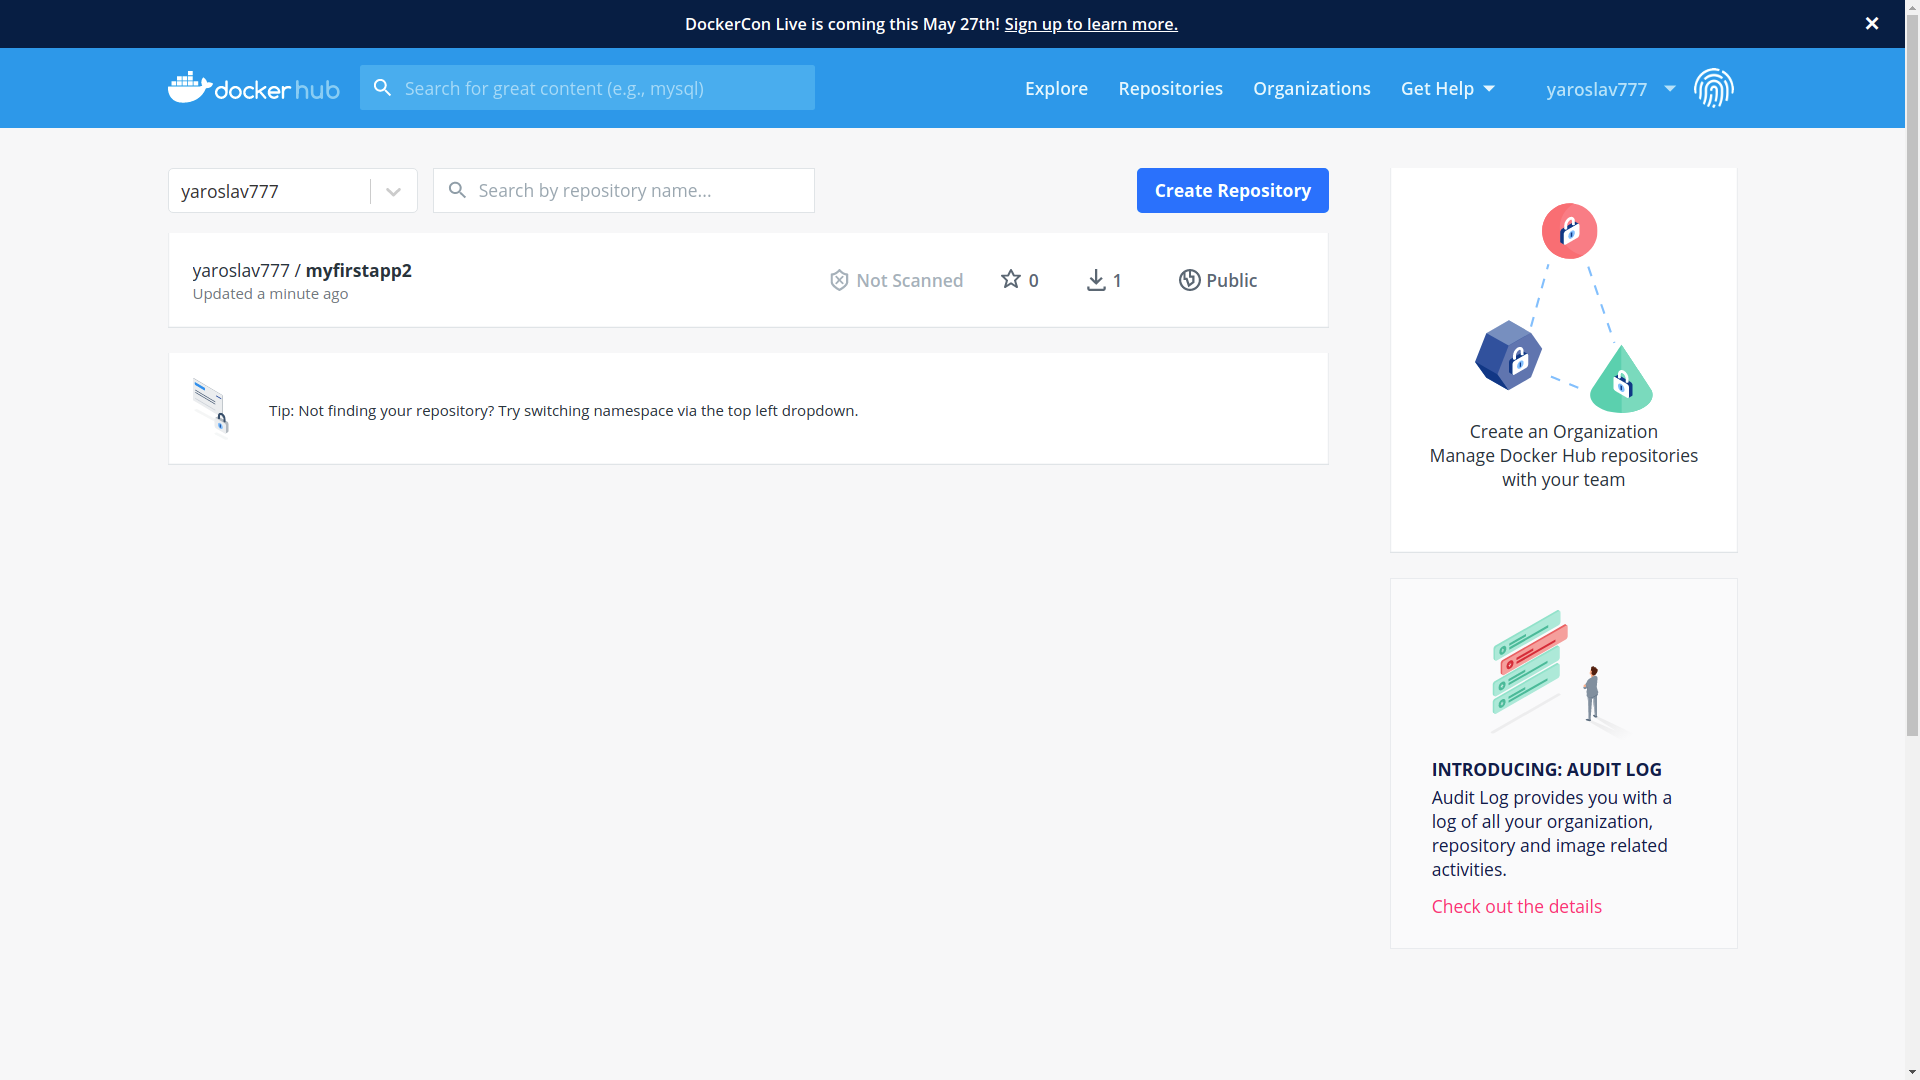 DockerCon Live is coming this May 27th! Sign up to learn more.
docker hub
Search for great content (e.g., mysql)
Explore
Repositories
Organizations
Get Help
yaroslav777
yaroslav777
Search by repository name...
Create Repository
yaroslav777 / myfirstapp2
Updated a minute ago
Not Scanned
0
1
Public
Tip: Not finding your repository? Try switching namespace via the top left dropdown.
Create an Organization
Manage Docker Hub repositories
with your team
INTRODUCING: AUDIT LOG
Audit Log provides you with a
log of all your organization,
repository and image related
activities.
Check out the details